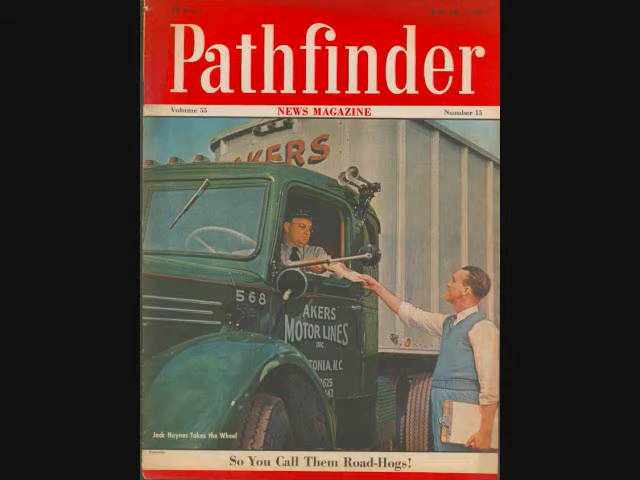 Pathfinder
Volume 55
NEWS MAGAZINE
Number 15
AKERS
568
AKERS
MOTOR LINES
INC.
TONIA, N.C.
Jack Haynes Takes the Wheel
So You Call Them Road-Hogs!